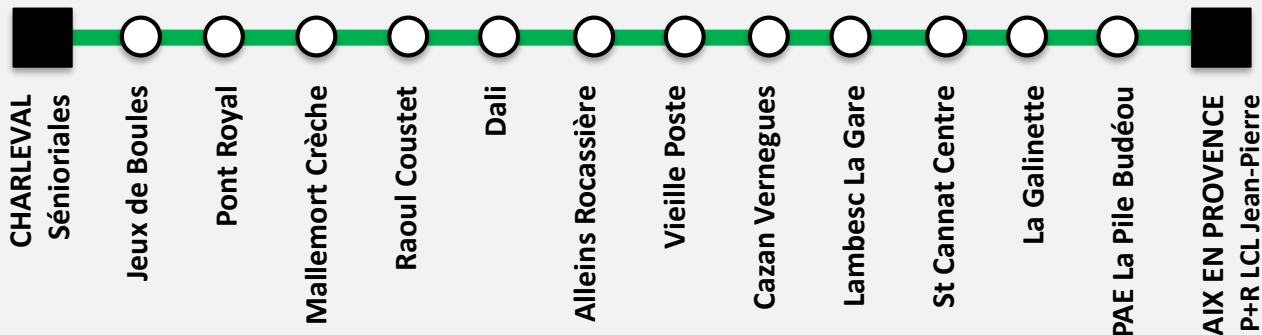 CHARLEVAL
Sénioriales
Jeux de Boules
Pont Royal
Mallemort Crèche
Raoul Coustet
Dali
Alleins Rocassière
Vieille Poste
Cazan Vernegues
Lambesc La Gare
St Cannat Centre
La Galinette
PAE La Pile Budéou
AIX EN PROVENCE
P+R LCL Jean-Pierre